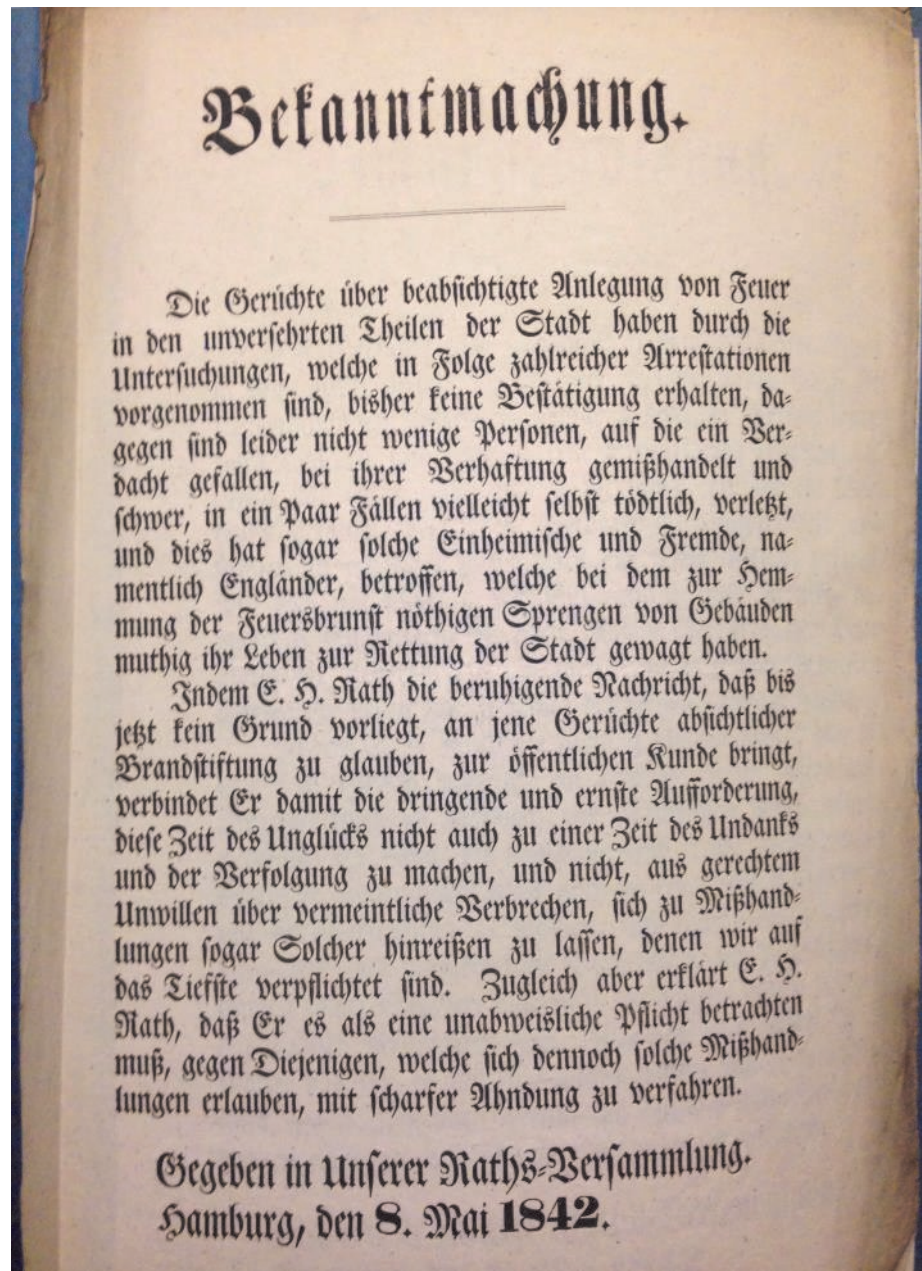 Bekanntmachung.
Die Gerüchte über beabsichtigte Anlegung von Feuer
in den unversehrten Theilen der Stadt haben durch die
Untersuchungen, welche in Folge zahlreicher Arrestationen
vorgenommen sind, bisher keine Bestätigung erhalten, da-
gegen sind leider nicht wenige Personen, auf die ein Ver-
dacht gefallen, bei ihrer Verhaftung gemißhandelt und
schwer, in ein Paar Fällen vielleicht selbst tödtlich, verletzt,
und dies hat sogar solche Einheimische und Fremde, na-
mentlich Engländer, betroffen, welche bei dem zur Hem-
mung der Feuersbrunst nöthigen Sprengen von Gebäuden
muthig ihr Leben zur Rettung der Stadt gewagt haben.
Indem E. H. Rath die beruhigende Nachricht, daß bis
jetzt kein Grund vorliegt, an jene Gerüchte absichtlicher
Brandstiftung zu glauben, zur öffentlichen Kunde bringt,
verbindet Er damit die dringende und ernste Aufforderung,
diese Zeit des Unglücks nicht auch zu einer Zeit des Undanks
und der Verfolgung zu machen, und nicht, aus gerechtem
Unwillen über vermeintliche Verbrechen, sich zu Mißhand-
lungen sogar Solcher hinreißen zu lassen, denen wir auf
das Tiefste verpflichtet sind. Zugleich aber erklärt E. H.
Rath, daß Er es als eine unabweisliche Pflicht betrachten
muß, gegen Diejenigen, welche sich dennoch solche Mißhand-
lungen erlauben, mit scharfer Ahndung zu verfahren.
Gegeben in Unserer Raths-Versammlung.
Hamburg, den 8. Mai 1842.